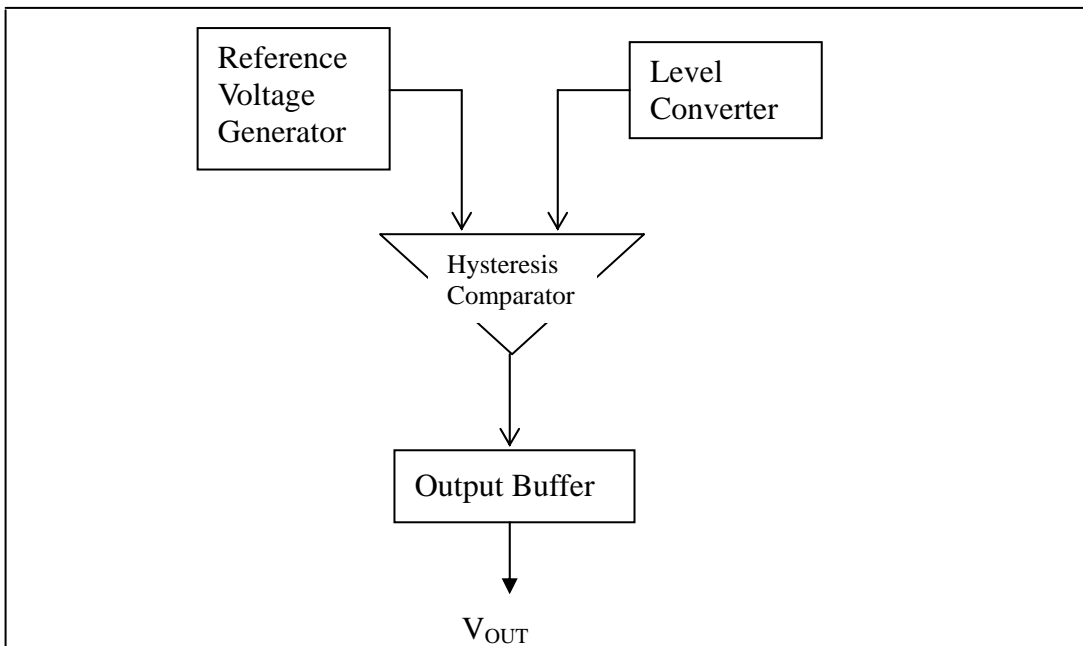 Reference
Voltage
Generator
Level
Converter
Hysteresis
Comparator
Output Buffer
VOUT